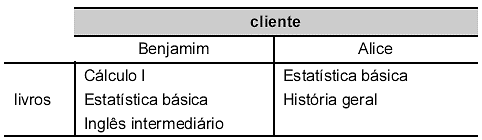 cliente
Benjamim Alice
livros
Cálculo I Estatística básica
Estatística básica História geral
Inglês intermediário